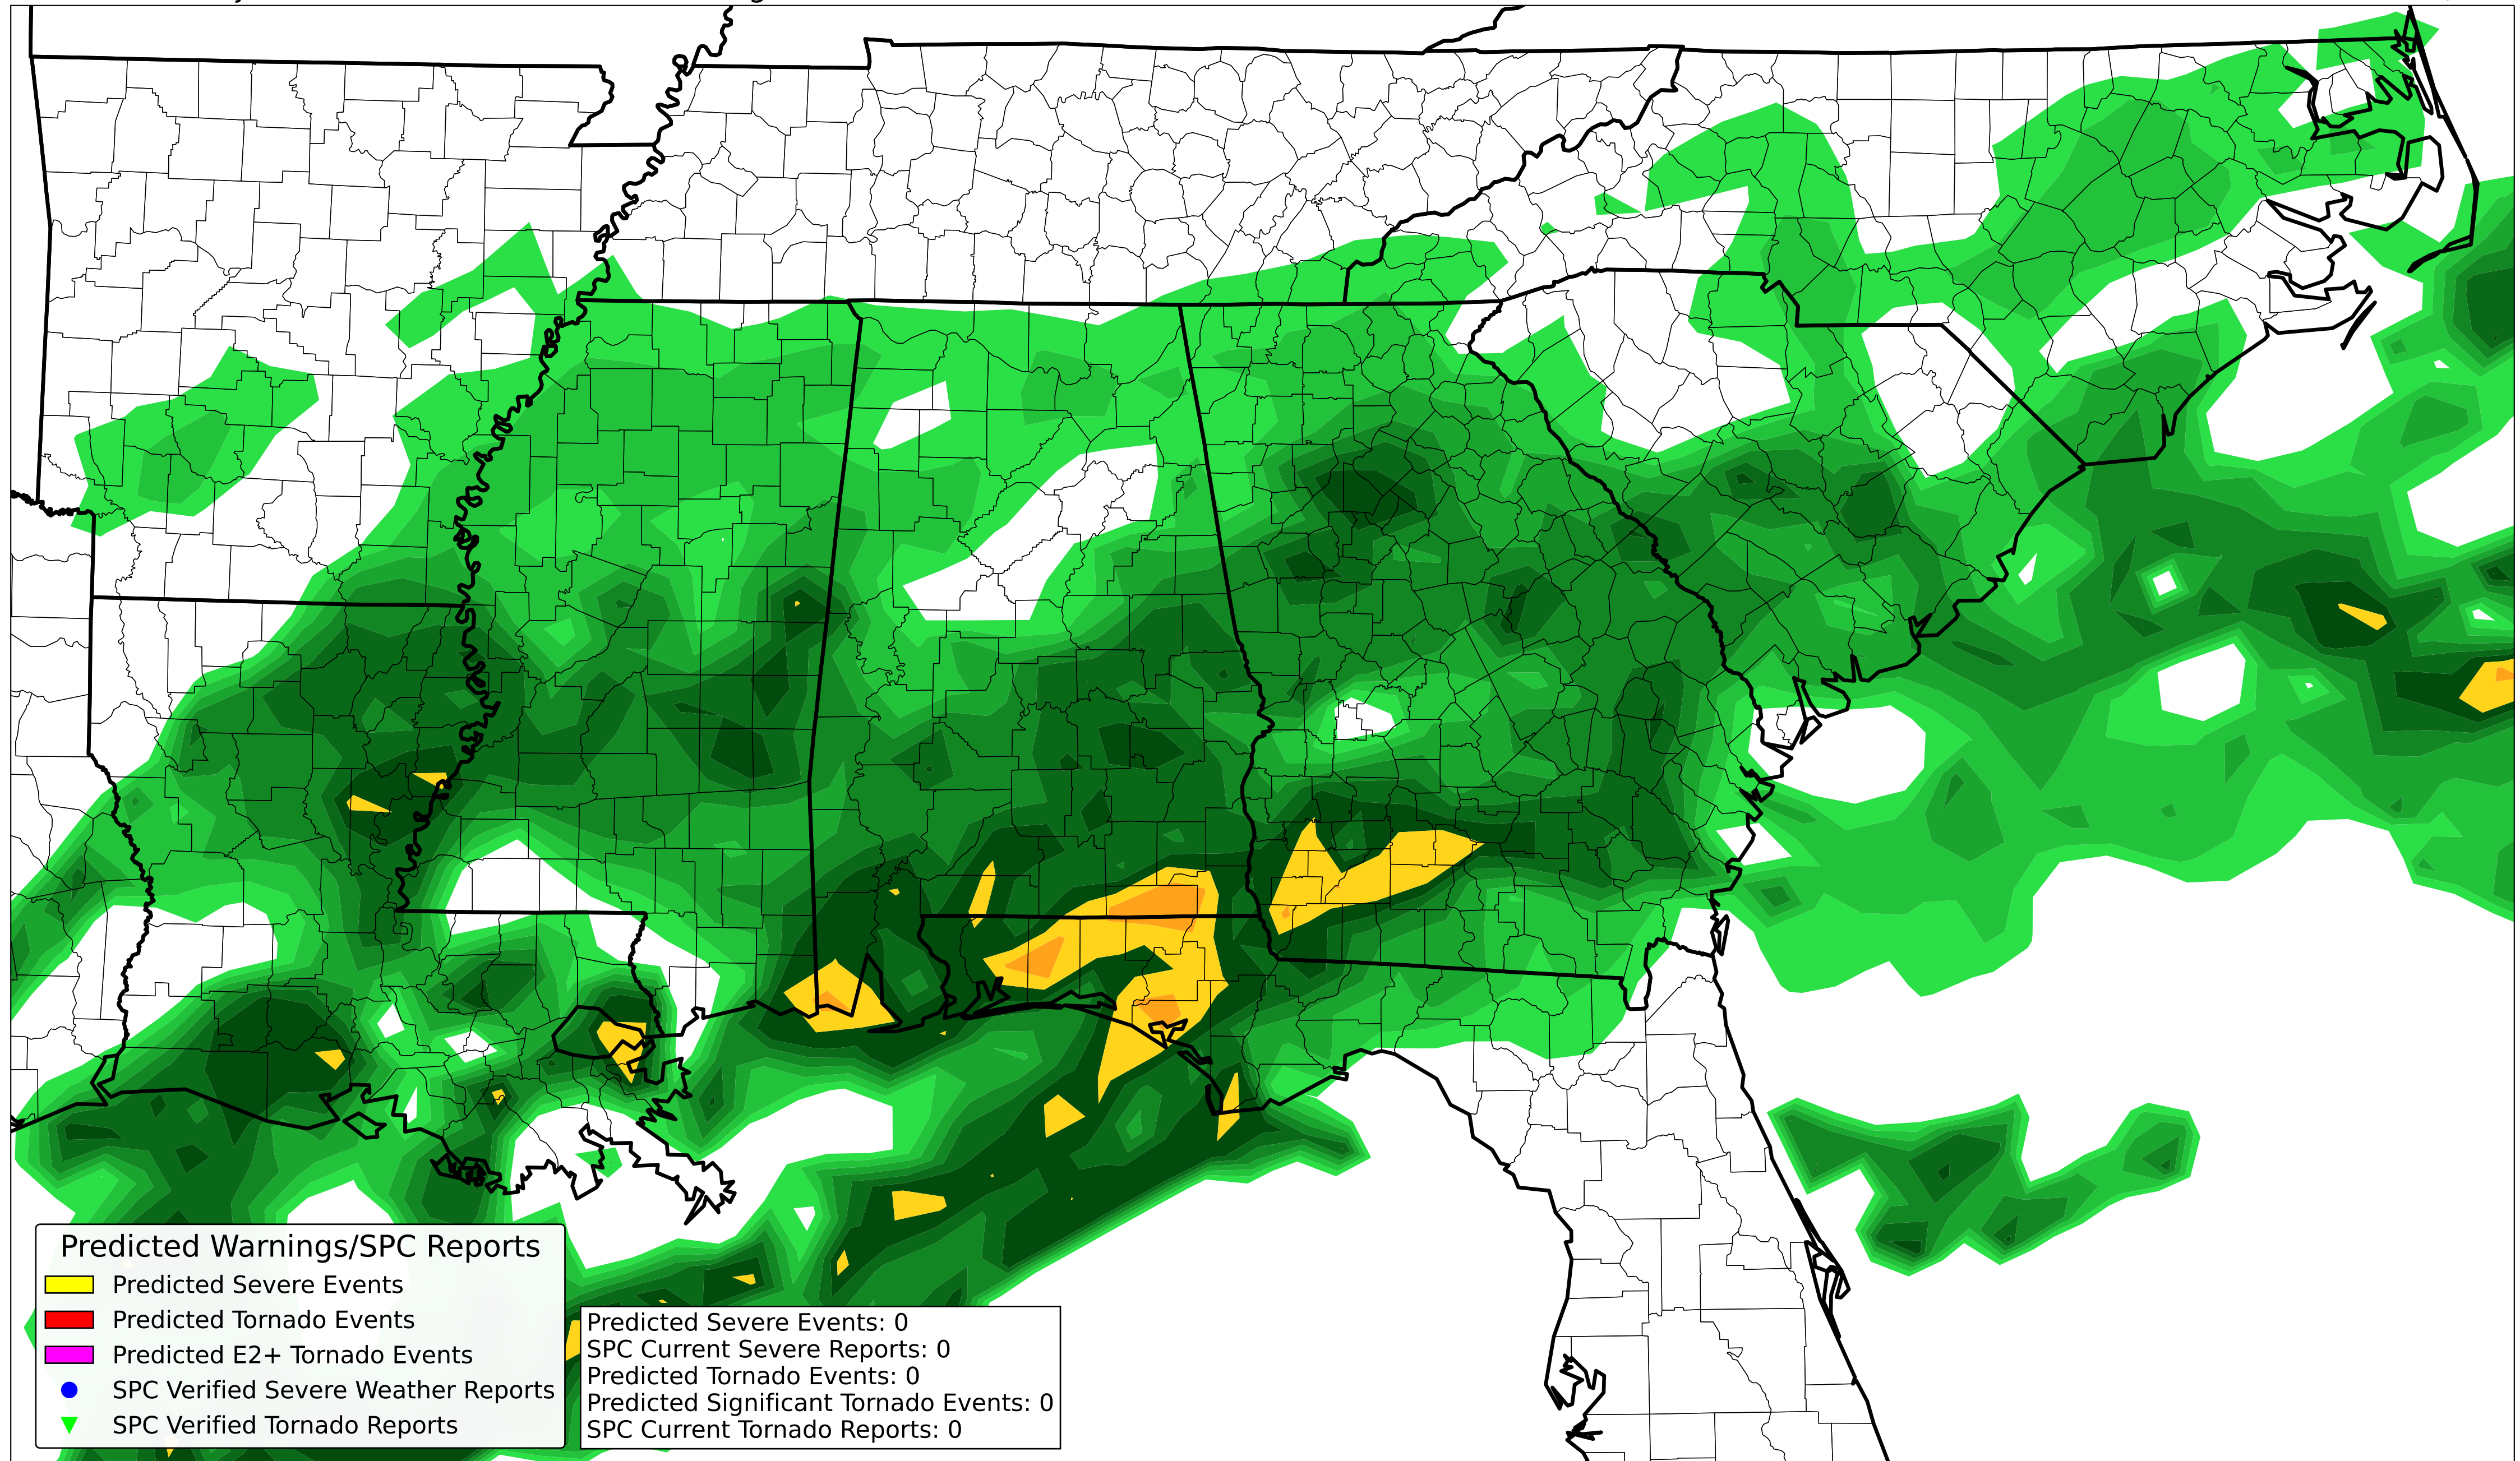 Predicted Warnings/SPC Reports
Predicted Severe Events
Predicted Tornado Events
Predicted E2+ Tornado Events
SPC Verified Severe Weather Reports
SPC Verified Tornado Reports
Predicted Severe Events: 0
SPC Current Severe Reports: 0
Predicted Tornado Events: 0
Predicted Significant Tornado Events: 0
SPC Current Tornado Reports: 0